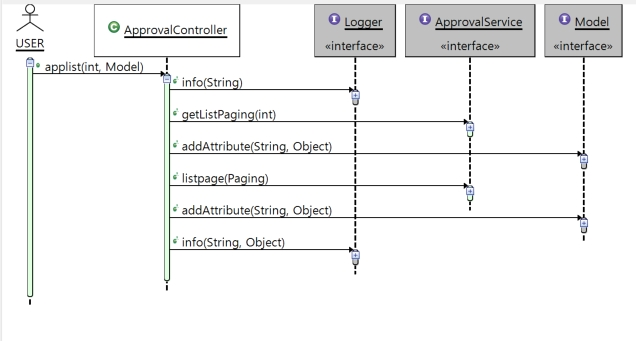 USER
C ApprovalController
I Logger
«interface»
I ApprovalService
«interface»
I Model
«interface»
applist(int, Model)
info(String)
getListPaging(int)
addAttribute(String, Object)
listpage(Paging)
addAttribute(String, Object)
info(String, Object)